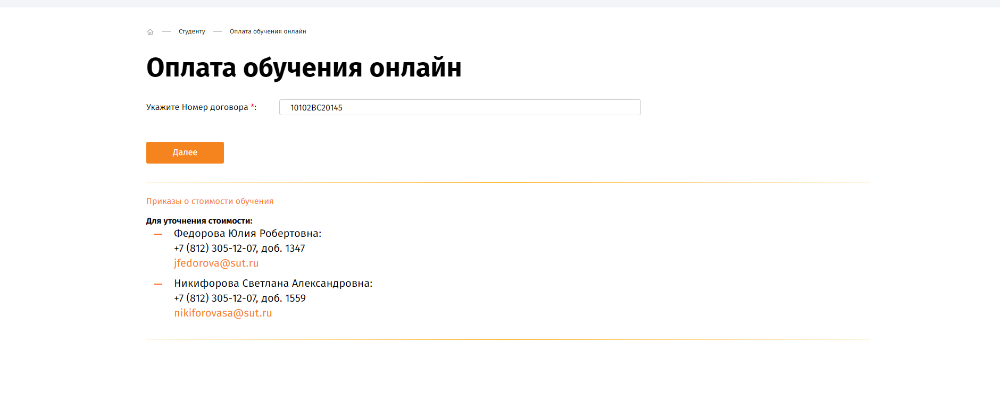 Студенту — Оплата обучения онлайн
Оплата обучения онлайн
Укажите Номер договора *: 10102BC20145
Далее
Приказы о стоимости обучения
Для уточнения стоимости:
— Федорова Юлия Робертовна:
+7 (812) 305-12-07, доб. 1347
jfedorova@sut.ru
— Никифорова Светлана Александровна:
+7 (812) 305-12-07, доб. 1559
nikiforovasa@sut.ru